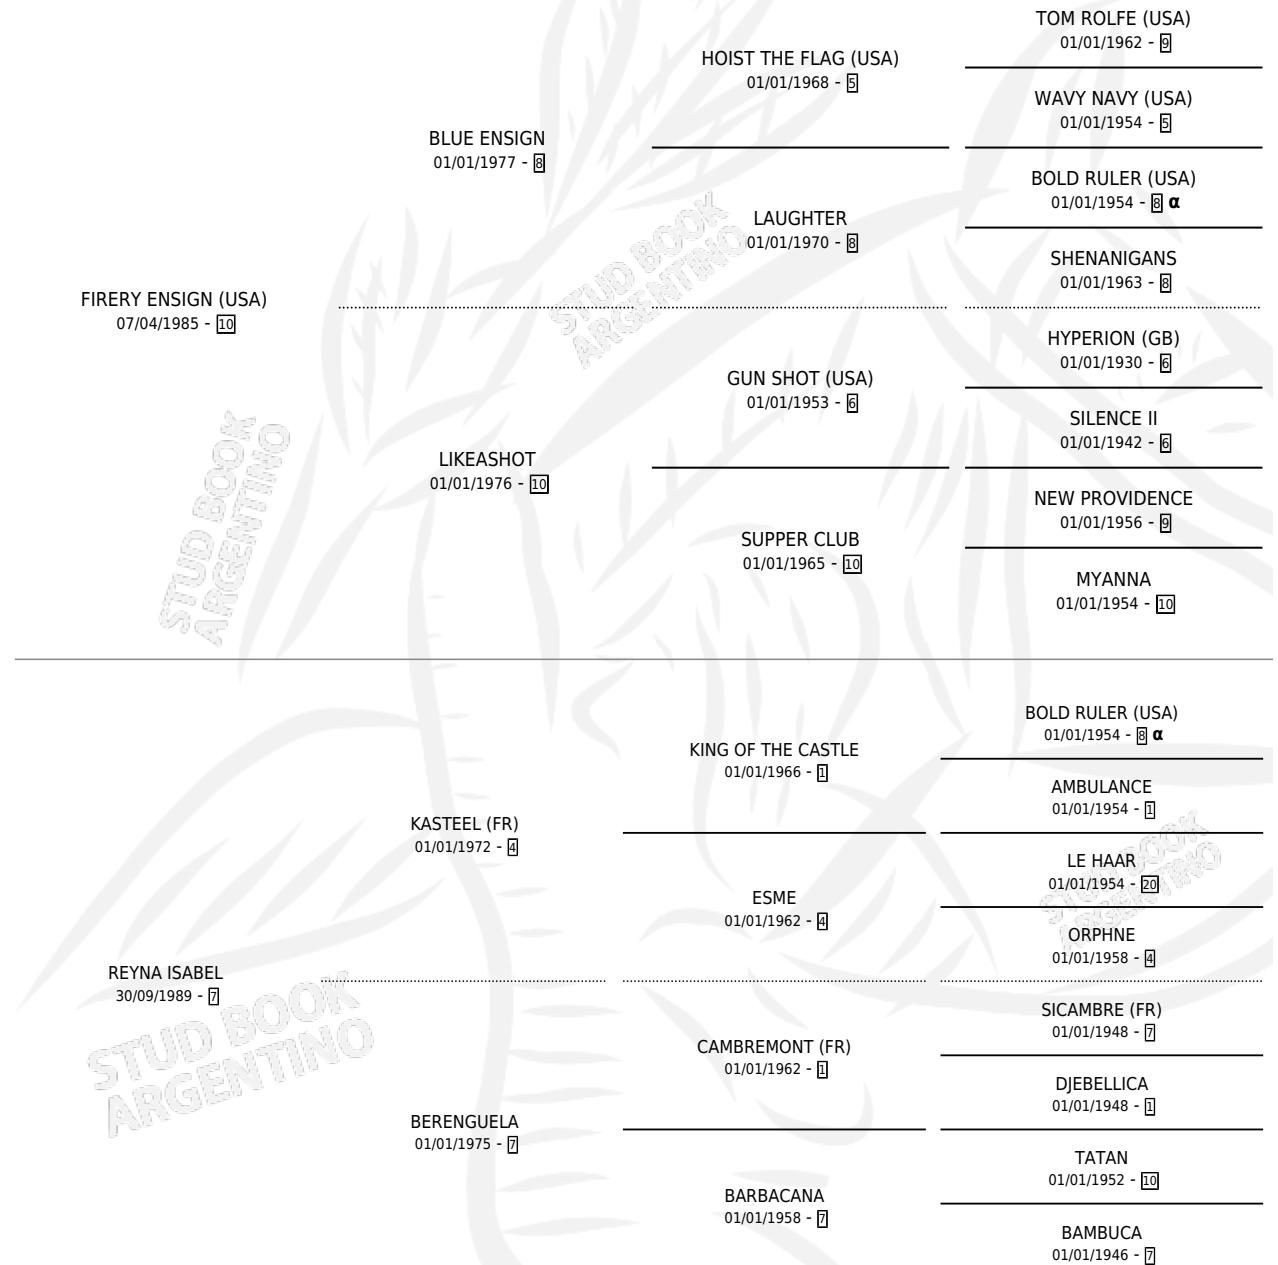 TOM ROLFE (USA)
01/01/1962 - 9
HOIST THE FLAG (USA)
01/01/1968 - 5
WAVY NAVY (USA)
01/01/1954 - 5
BLUE ENSIGN
01/01/1977 - 8
BOLD RULER (USA)
01/01/1954 - 8 α
LAUGHTER
01/01/1970 - 8
SHENANIGANS
01/01/1963 - 8
FIRERY ENSIGN (USA)
07/04/1985 - 10
HYPERION (GB)
01/01/1930 - 6
GUN SHOT (USA)
01/01/1953 - 6
SILENCE II
01/01/1942 - 6
LIKEASHOT
01/01/1976 - 10
NEW PROVIDENCE
01/01/1956 - 9
SUPPER CLUB
01/01/1965 - 10
MYANNA
01/01/1954 - 10
BOLD RULER (USA)
01/01/1954 - 8 α
KING OF THE CASTLE
01/01/1966 - 1
AMBULANCE
01/01/1954 - 1
KASTEEL (FR)
01/01/1972 - 4
LE HAAR
01/01/1954 - 20
ESME
01/01/1962 - 4
ORPHNE
01/01/1958 - 4
REYNA ISABEL
30/09/1989 - 7
SICAMBRE (FR)
01/01/1948 - 7
CAMBREMONT (FR)
01/01/1962 - 1
DJEBELLICA
01/01/1948 - 1
BERENGUELA
01/01/1975 - 7
TATAN
01/01/1952 - 10
BARBACANA
01/01/1958 - 7
BAMBUCA
01/01/1946 - 7
STUD BOOK
ARGENTINO
STUD BOOK
ARGENTINO
STUD BOOK
ARGENTINO
STUD BOOK
ARGENTINO